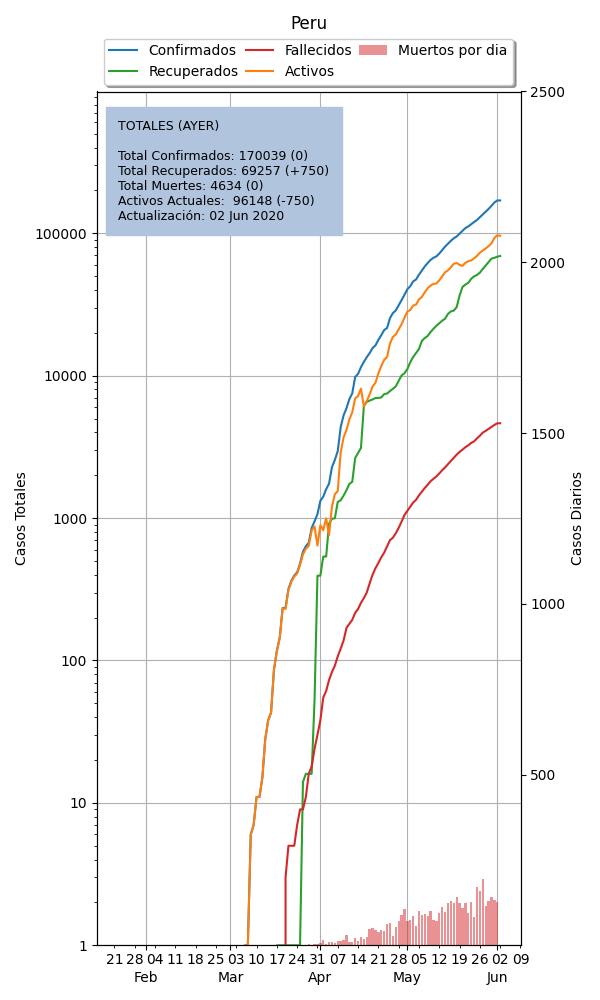 Peru
Confirmados Fallecidos Muertos por dia
Recuperados Activos
TOTALES (AYER)
Total Confirmados: 170039 (0)
Total Recuperados: 69257 (+750)
Total Muertes: 4634 (0)
Activos Actuales:  96148 (-750)
Actualización: 02 Jun 2020
2500
100000
2000
10000
1500
Casos Totales
1000
Casos Diarios
1000
100
500
10
1
21 28 04 11 18 25 03 10 17 24 31 07 14 21 28 05 12 19 26 02 09
Feb Mar Apr May Jun